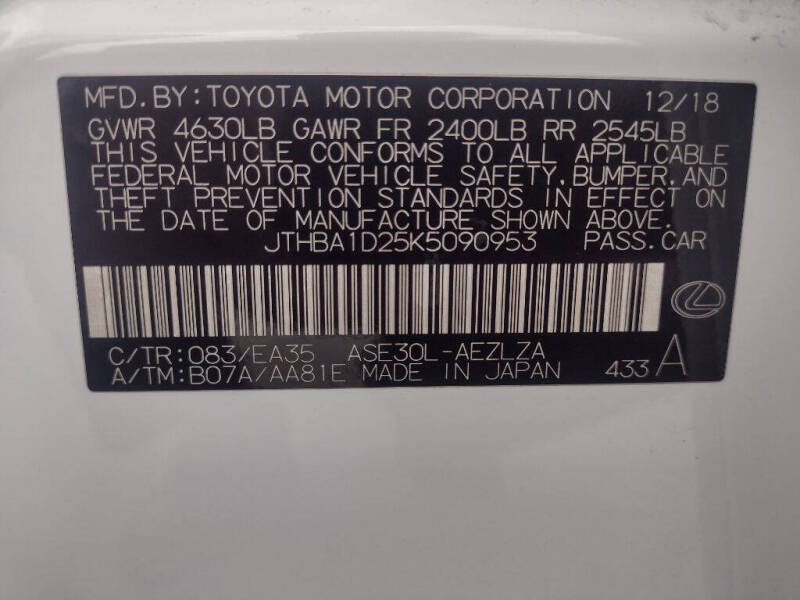 MFD. BY: TOYOTA MOTOR CORPORATION 12/18
GVWR 4630LB GAWR FR 2400LB RR 2545LB
THIS VEHICLE CONFORMS TO ALL APPLICABLE
FEDERAL MOTOR VEHICLE SAFETY, BUMPER, AND
THEFT PREVENTION STANDARDS IN EFFECT ON
THE DATE OF MANUFACTURE SHOWN ABOVE.
JTHBA1D25K5090953 PASS. CAR
C/TR: 083/EA35 ASE30L-AEZLZA
A/TM: B07A/AA81E MADE IN JAPAN 433 A